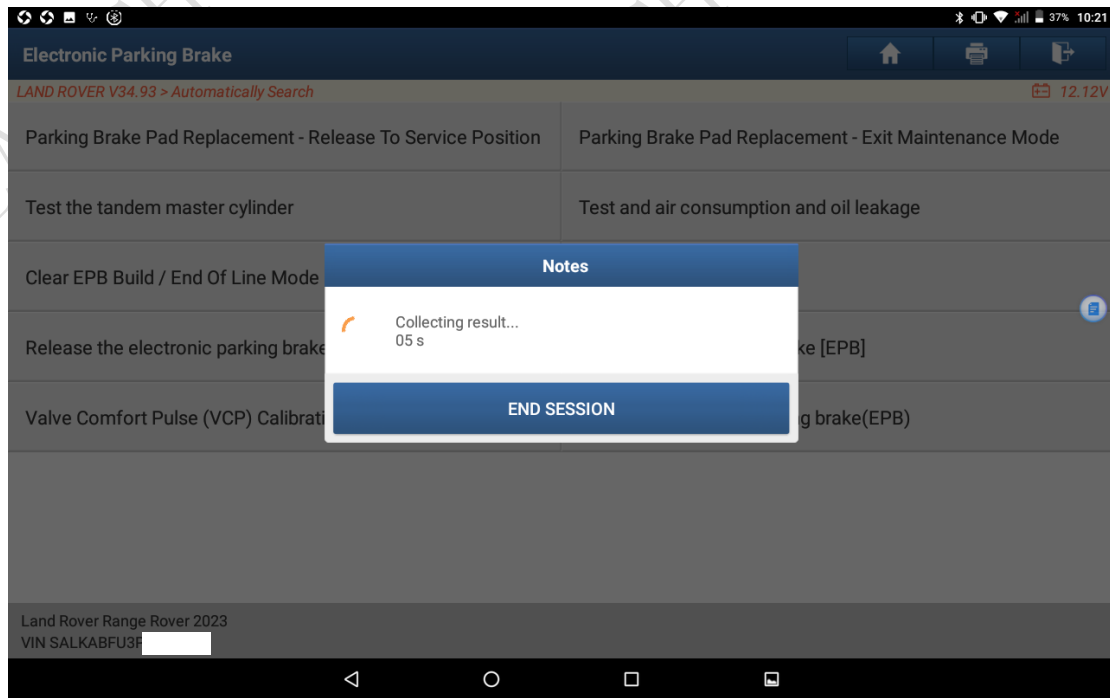 37% 10:21
Electronic Parking Brake
LAND ROVER V34.93 > Automatically Search
12.12V
Parking Brake Pad Replacement - Release To Service Position
Parking Brake Pad Replacement - Exit Maintenance Mode
Test the tandem master cylinder
Test and air consumption and oil leakage
Clear EPB Build / End Of Line Mode
Notes
Collecting result...
05 s
Release the electronic parking brake
ke [EPB]
END SESSION
Valve Comfort Pulse (VCP) Calibrati
g brake(EPB)
Land Rover Range Rover 2023
VIN SALKABFU3